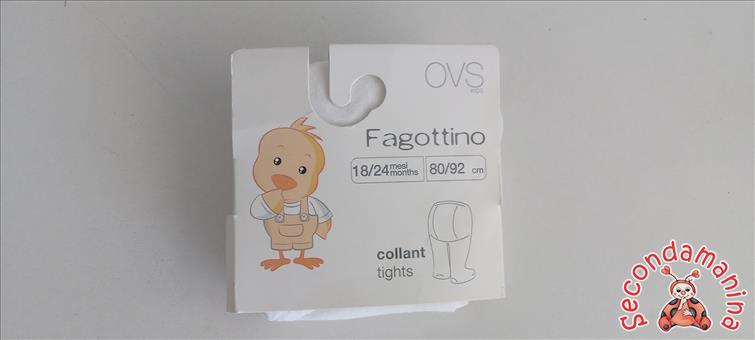 OVS
KIDS
Fagottino
18/24 mesi months 80/92 cm
collant
tights
Secondamanina